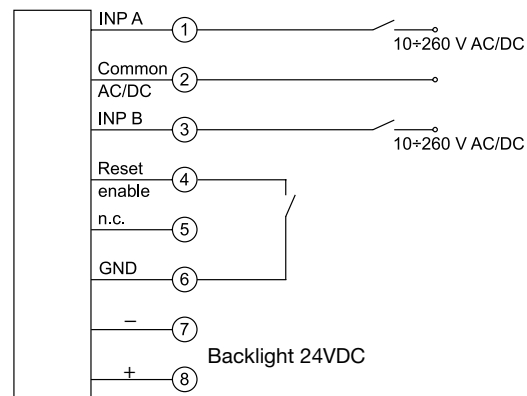 INP A
1
10÷260 V AC/DC
Common
2
AC/DC
INP B
3
10÷260 V AC/DC
Reset
4
enable
n.c.
5
GND
6
–
7
Backlight 24VDC
+
8